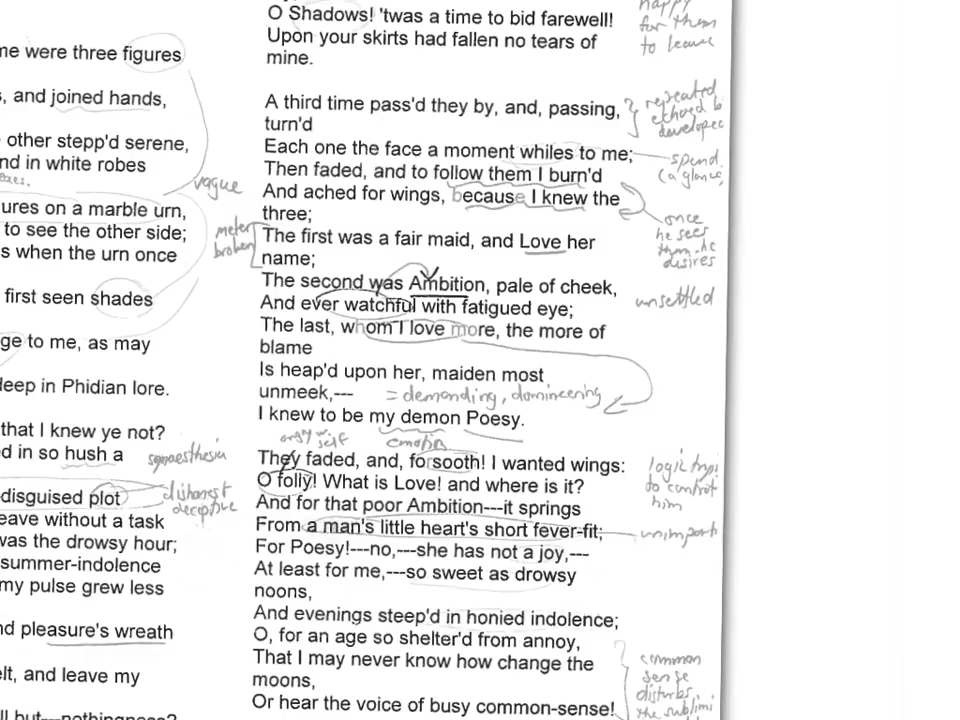 me were three figures
s, and joined hands,
other stepp'd serene,
nd in white robes
vague
ures on a marble urn,
to see the other side;
s when the urn once
first seen shades
ge to me, as may
deep in Phidian lore.
that I knew ye not?
d in so hush a
synaesthesia
-disguised plot
dishonest
deceptive
eave without a task
was the drowsy hour;
summer-indolence
my pulse grew less
nd pleasure's wreath
elt, and leave my
ll but---nothingness?
O Shadows! 'twas a time to bid farewell!
Upon your skirts had fallen no tears of
mine.
happy
for them
to leave
A third time pass'd they by, and, passing,
turn'd
repeated
echoed &
Each one the face a moment whiles to me;
spend
(a glance)
Then faded, and to follow them I burn'd
And ached for wings, because I knew the
three;
once
he sees
them he
desires
meter
broken
The first was a fair maid, and Love her
name;
The second was Ambition, pale of cheek,
unsettled
And ever watchful with fatigued eye;
The last, whom I love more, the more of
blame
Is heap'd upon her, maiden most
unmeek,---
= demanding, domineering
I knew to be my demon Poesy.
angry w.
self
emotion
They faded, and, forsooth! I wanted wings:
logic
to control
him
O folly! What is Love! and where is it?
And for that poor Ambition---it springs
From a man's little heart's short fever-fit;
unimport
For Poesy!---no,---she has not a joy,---
At least for me,---so sweet as drowsy
noons,
And evenings steep'd in honied indolence;
O, for an age so shelter'd from annoy,
That I may never know how change the
moons,
Or hear the voice of busy common-sense!
common
sense
disturbs
the sublimi